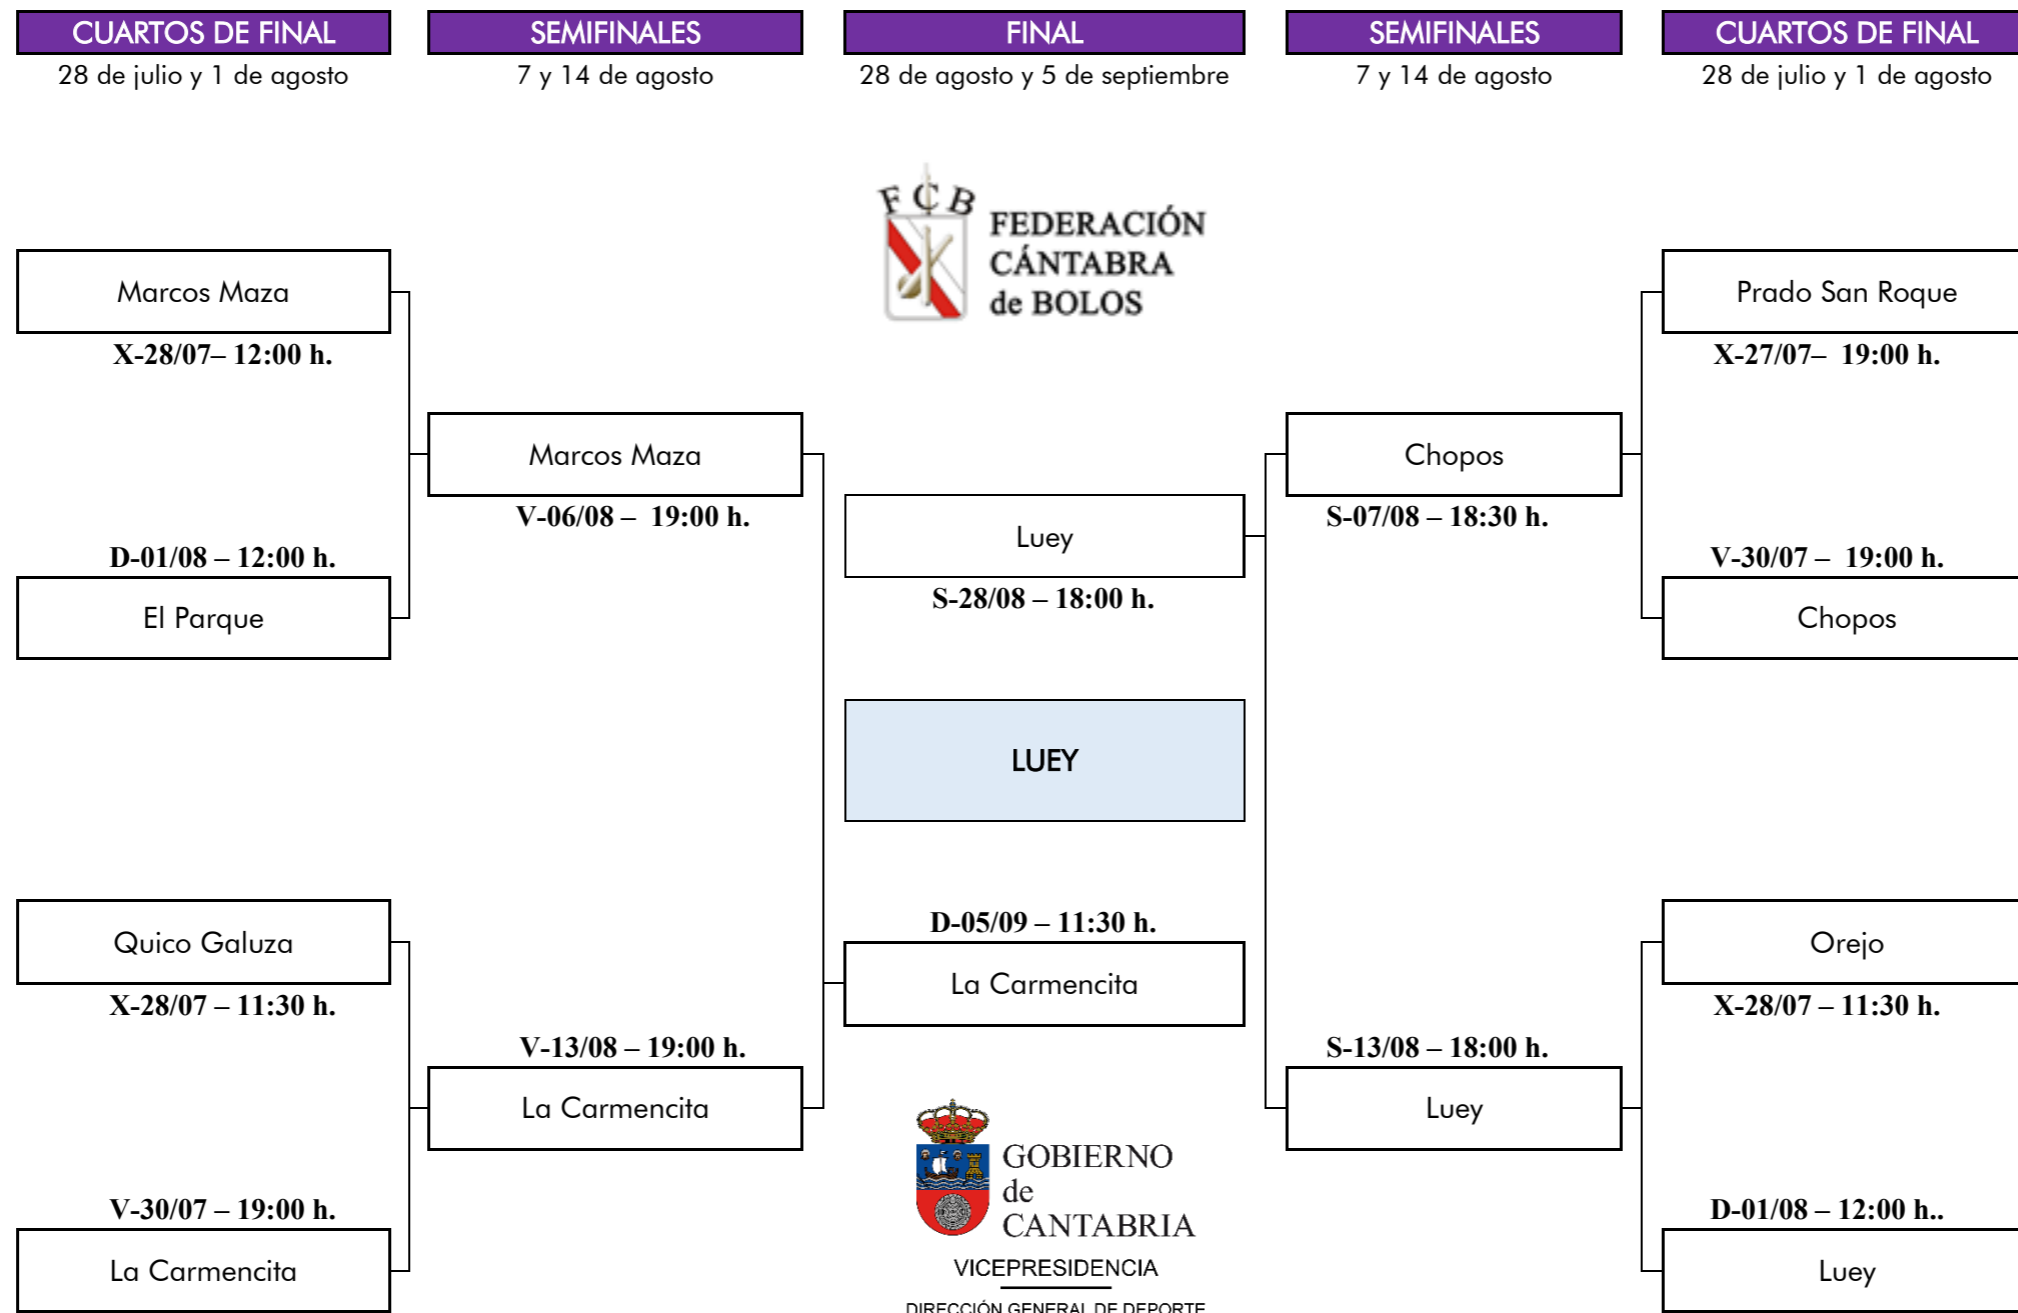 CUARTOS DE FINAL
28 de julio y 1 de agosto
SEMIFINALES
7 y 14 de agosto
FINAL
28 de agosto y 5 de septiembre
SEMIFINALES
7 y 14 de agosto
CUARTOS DE FINAL
28 de julio y 1 de agosto
FCB
FEDERACIÓN
CÁNTABRA
de BOLOS
Marcos Maza
X-28/07– 12:00 h.
D-01/08 – 12:00 h.
El Parque
Quico Galuza
X-28/07 – 11:30 h.
V-30/07 – 19:00 h.
La Carmencita
Marcos Maza
V-06/08 – 19:00 h.
V-13/08 – 19:00 h.
La Carmencita
Luey
S-28/08 – 18:00 h.
LUEY
D-05/09 – 11:30 h.
La Carmencita
Chopos
S-07/08 – 18:30 h.
S-13/08 – 18:00 h.
Luey
Prado San Roque
X-27/07– 19:00 h.
V-30/07 – 19:00 h.
Chopos
Orejo
X-28/07 – 11:30 h.
D-01/08 – 12:00 h..
Luey
GOBIERNO
de
CANTABRIA
VICEPRESIDENCIA
DIRECCIÓN GENERAL DE DEPORTE